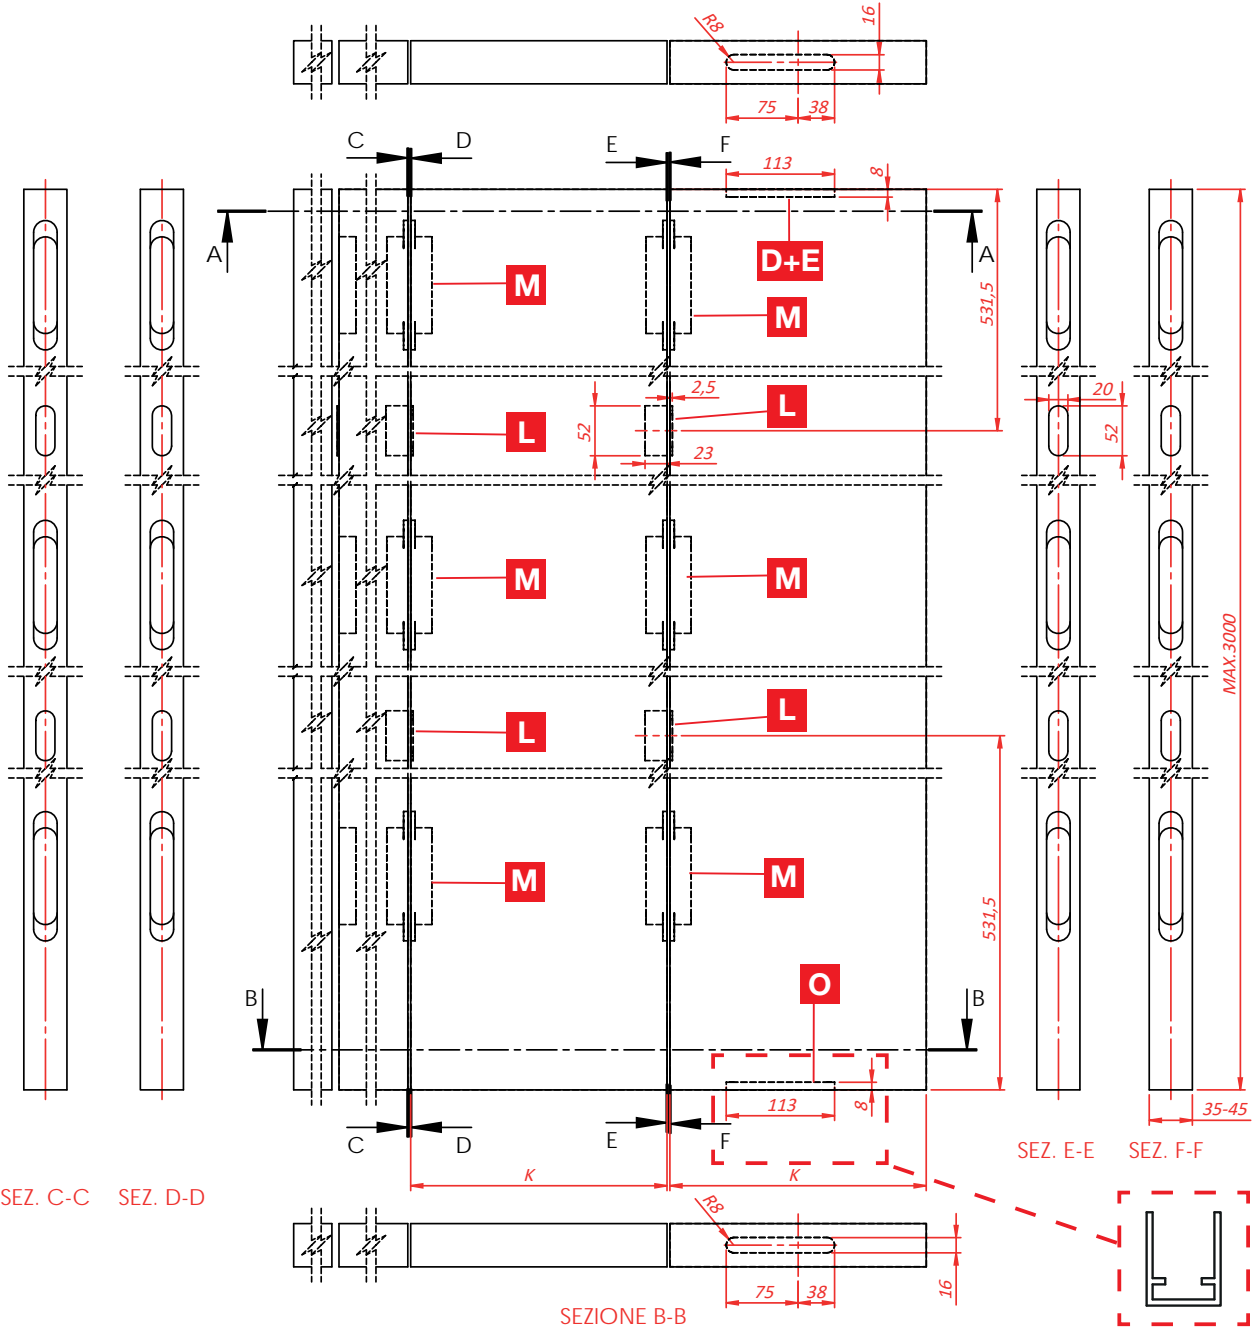 R8
16
75
38
C
D
E
F
113
8
A
A
D+E
M
M
531,5
2,5
L
L
52
23
20
52
M
M
MAX.3000
L
L
M
M
531,5
O
B
B
113
8
35-45
C
D
E
F
K
K
SEZ. C-C
SEZ. D-D
SEZ. E-E
SEZ. F-F
R8
16
75
38
SEZIONE B-B